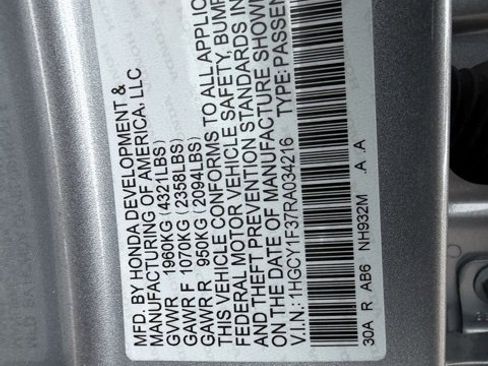 MFD. BY HONDA DEVELOPMENT &
MANUFACTURING OF AMERICA, LLC
GVWR 1960KG (4321LBS)
GAWR F 1070KG (2358LBS)
GAWR R 950KG (2094LBS)
THIS VEHICLE CONFORMS TO ALL APPLIC
FEDERAL MOTOR VEHICLE SAFETY, BUMP
AND THEFT PREVENTION STANDARDS IN
ON THE DATE OF MANUFACTURE SHOWN
V.I.N.: 1HGCY1F37RA034216 TYPE: PASSEN
30A R AB6 NH932M A .A